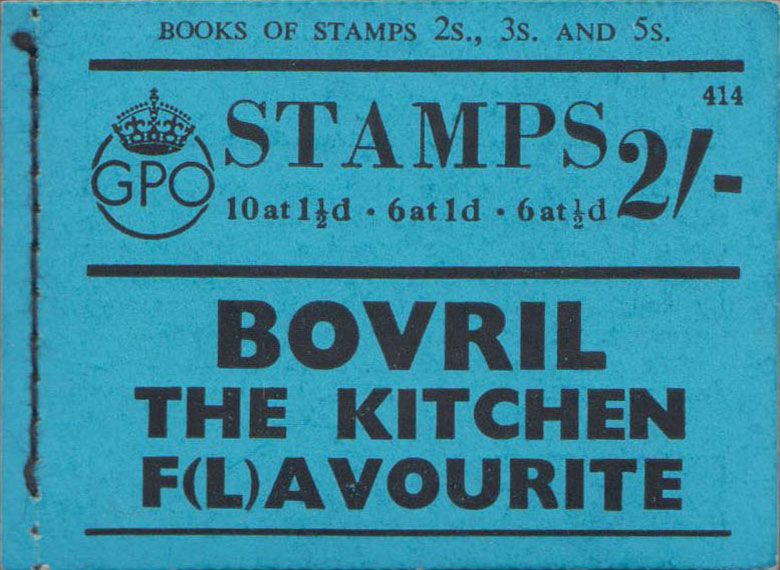 BOOKS OF STAMPS 2s., 3s. AND 5s.
414
GPO
STAMPS 2/-
10 at 1½d · 6 at 1d · 6 at ½d
BOVRIL
THE KITCHEN
F(L)AVOURITE